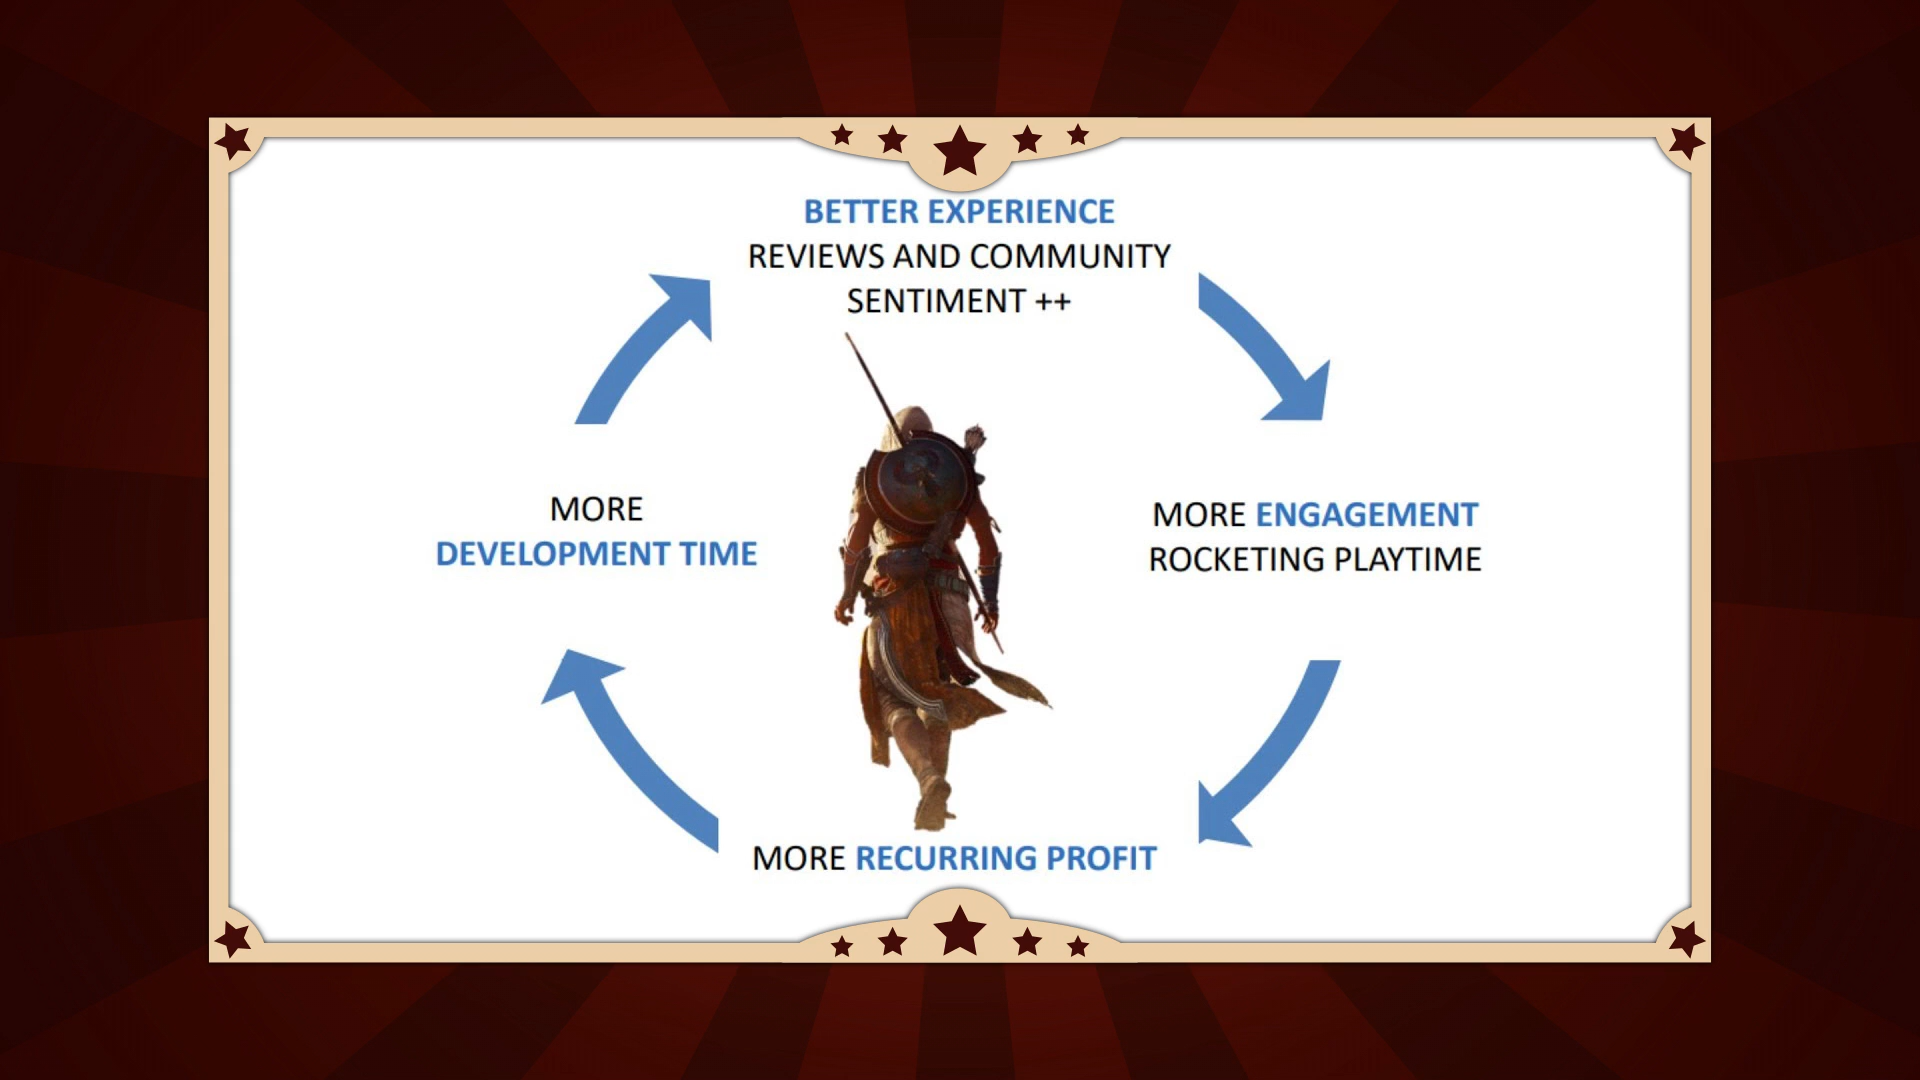 BETTER EXPERIENCE
REVIEWS AND COMMUNITY
SENTIMENT ++
MORE
DEVELOPMENT TIME
MORE ENGAGEMENT
ROCKETING PLAYTIME
MORE RECURRING PROFIT